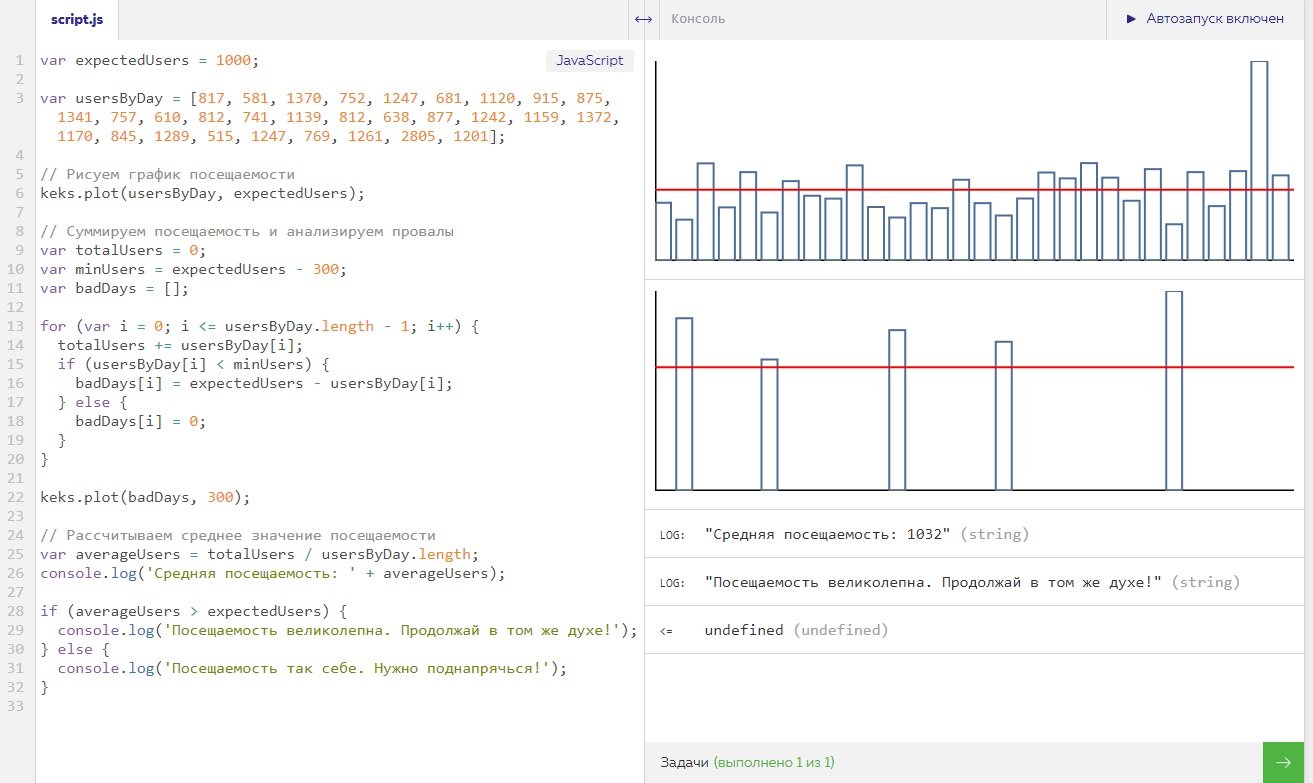 script.js
Консоль
Автозапуск включен
JavaScript
1 var expectedUsers = 1000;
2
3 var usersByDay = [817, 581, 1370, 752, 1247, 681, 1120, 915, 875,
1341, 757, 610, 812, 741, 1139, 812, 638, 877, 1242, 1159, 1372,
1170, 845, 1289, 515, 1247, 769, 1261, 2805, 1201];
4
5 // Рисуем график посещаемости
6 keks.plot(usersByDay, expectedUsers);
7
8 // Суммируем посещаемость и анализируем провалы
9 var totalUsers = 0;
10 var minUsers = expectedUsers - 300;
11 var badDays = [];
12
13 for (var i = 0; i <= usersByDay.length - 1; i++) {
14 totalUsers += usersByDay[i];
15 if (usersByDay[i] < minUsers) {
16 badDays[i] = expectedUsers - usersByDay[i];
17 } else {
18 badDays[i] = 0;
19 }
20 }
21
22 keks.plot(badDays, 300);
23
24 // Рассчитываем среднее значение посещаемости
25 var averageUsers = totalUsers / usersByDay.length;
26 console.log('Средняя посещаемость: ' + averageUsers);
27
28 if (averageUsers > expectedUsers) {
29 console.log('Посещаемость великолепна. Продолжай в том же духе!');
30 } else {
31 console.log('Посещаемость так себе. Нужно поднапрячься!');
32 }
33
LOG: "Средняя посещаемость: 1032" (string)
LOG: "Посещаемость великолепна. Продолжай в том же духе!" (string)
<= undefined (undefined)
Задачи (выполнено 1 из 1)